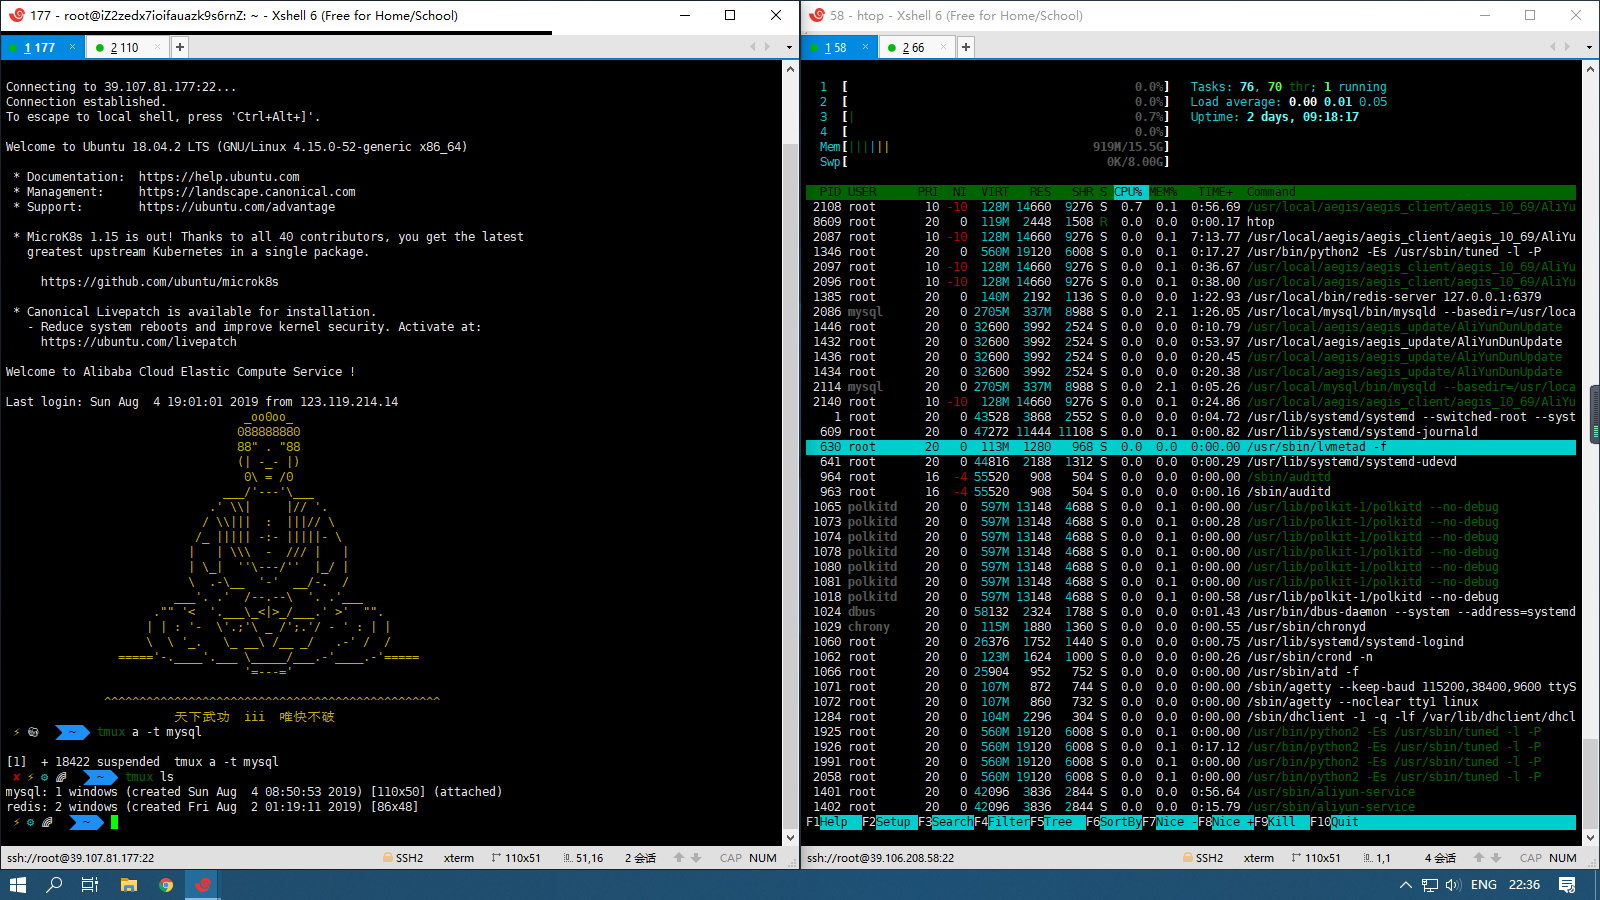 177 - root@iZ2zedx7ioifauazk9s6rnZ: ~ - Xshell 6 (Free for Home/School)
1 177
2 110
Connecting to 39.107.81.177:22...
Connection established.
To escape to local shell, press 'Ctrl+Alt+]'.
Welcome to Ubuntu 18.04.2 LTS (GNU/Linux 4.15.0-52-generic x86_64)
* Documentation:  https://help.ubuntu.com
* Management:     https://landscape.canonical.com
* Support:        https://ubuntu.com/advantage
* MicroK8s 1.15 is out! Thanks to all 40 contributors, you get the latest
greatest upstream Kubernetes in a single package.
https://github.com/ubuntu/microk8s
* Canonical Livepatch is available for installation.
- Reduce system reboots and improve kernel security. Activate at:
https://ubuntu.com/livepatch
Welcome to Alibaba Cloud Elastic Compute Service !
Last login: Sun Aug  4 19:01:01 2019 from 123.119.214.14
天下武功  iii  唯快不破
~ tmux a -t mysql
[1]  + 18422 suspended  tmux a -t mysql
~ tmux ls
mysql: 1 windows (created Sun Aug  4 08:50:53 2019) [110x50] (attached)
redis: 2 windows (created Fri Aug  2 01:19:11 2019) [86x48]
~
ssh://root@39.107.81.177:22 SSH2 xterm 110x51 51,16 2 会话 CAP NUM
58 - htop - Xshell 6 (Free for Home/School)
1 58
2 66
1 [ 0.0%] Tasks: 76, 70 thr; 1 running
2 [ 0.0%] Load average: 0.00 0.01 0.05
3 [| 0.7%] Uptime: 2 days, 09:18:17
4 [ 0.0%]
Mem[|||||| 919M/15.5G]
Swp[ 0K/8.00G]
PID USER PRI NI VIRT RES SHR S CPU% MEM% TIME+ Command
2108 root 10 -10 128M 14660 9276 S 0.7 0.1 0:56.69 /usr/local/aegis/aegis_client/aegis_10_69/AliYu
8609 root 20 0 119M 2448 1508 R 0.0 0.0 0:00.17 htop
2087 root 10 -10 128M 14660 9276 S 0.0 0.1 7:13.77 /usr/local/aegis/aegis_client/aegis_10_69/AliYu
1346 root 20 0 560M 19120 6008 S 0.0 0.1 0:17.27 /usr/bin/python2 -Es /usr/sbin/tuned -l -P
2097 root 10 -10 128M 14660 9276 S 0.0 0.1 0:36.67 /usr/local/aegis/aegis_client/aegis_10_69/AliYu
2096 root 10 -10 128M 14660 9276 S 0.0 0.1 0:38.00 /usr/local/aegis/aegis_client/aegis_10_69/AliYu
1385 root 20 0 140M 2192 1136 S 0.0 0.0 1:22.93 /usr/local/bin/redis-server 127.0.0.1:6379
2086 mysql 20 0 2705M 337M 8988 S 0.0 2.1 1:26.05 /usr/local/mysql/bin/mysqld --basedir=/usr/loca
1446 root 20 0 32600 3992 2524 S 0.0 0.0 0:10.79 /usr/local/aegis/aegis_update/AliYunDunUpdate
1432 root 20 0 32600 3992 2524 S 0.0 0.0 0:53.97 /usr/local/aegis/aegis_update/AliYunDunUpdate
1436 root 20 0 32600 3992 2524 S 0.0 0.0 0:20.45 /usr/local/aegis/aegis_update/AliYunDunUpdate
1434 root 20 0 32600 3992 2524 S 0.0 0.0 0:20.38 /usr/local/aegis/aegis_update/AliYunDunUpdate
2114 mysql 20 0 2705M 337M 8988 S 0.0 2.1 0:05.26 /usr/local/mysql/bin/mysqld --basedir=/usr/loca
2140 root 10 -10 128M 14660 9276 S 0.0 0.1 0:24.86 /usr/local/aegis/aegis_client/aegis_10_69/AliYu
1 root 20 0 43528 3868 2552 S 0.0 0.0 0:04.72 /usr/lib/systemd/systemd --switched-root --syst
609 root 20 0 47272 11444 11108 S 0.0 0.1 0:00.82 /usr/lib/systemd/systemd-journald
630 root 20 0 113M 1280 968 S 0.0 0.0 0:00.00 /usr/sbin/lvmetad -f
641 root 20 0 44816 2188 1312 S 0.0 0.0 0:00.29 /usr/lib/systemd/systemd-udevd
964 root 16 -4 55520 908 504 S 0.0 0.0 0:00.00 /sbin/auditd
963 root 16 -4 55520 908 504 S 0.0 0.0 0:00.16 /sbin/auditd
1065 polkitd 20 0 597M 13148 4688 S 0.0 0.1 0:00.00 /usr/lib/polkit-1/polkitd --no-debug
1073 polkitd 20 0 597M 13148 4688 S 0.0 0.1 0:00.28 /usr/lib/polkit-1/polkitd --no-debug
1074 polkitd 20 0 597M 13148 4688 S 0.0 0.1 0:00.00 /usr/lib/polkit-1/polkitd --no-debug
1078 polkitd 20 0 597M 13148 4688 S 0.0 0.1 0:00.00 /usr/lib/polkit-1/polkitd --no-debug
1080 polkitd 20 0 597M 13148 4688 S 0.0 0.1 0:00.00 /usr/lib/polkit-1/polkitd --no-debug
1081 polkitd 20 0 597M 13148 4688 S 0.0 0.1 0:00.00 /usr/lib/polkit-1/polkitd --no-debug
1018 polkitd 20 0 597M 13148 4688 S 0.0 0.1 0:00.58 /usr/lib/polkit-1/polkitd --no-debug
1024 dbus 20 0 58132 2324 1788 S 0.0 0.0 0:01.43 /usr/bin/dbus-daemon --system --address=systemd
1029 chrony 20 0 115M 1880 1360 S 0.0 0.0 0:00.55 /usr/sbin/chronyd
1060 root 20 0 26376 1752 1440 S 0.0 0.0 0:00.75 /usr/lib/systemd/systemd-logind
1062 root 20 0 123M 1624 1000 S 0.0 0.0 0:00.26 /usr/sbin/crond -n
1066 root 20 0 25904 952 752 S 0.0 0.0 0:00.00 /usr/sbin/atd -f
1071 root 20 0 107M 872 744 S 0.0 0.0 0:00.00 /sbin/agetty --keep-baud 115200,38400,9600 ttyS
1072 root 20 0 107M 860 732 S 0.0 0.0 0:00.00 /sbin/agetty --noclear tty1 linux
1284 root 20 0 104M 2296 304 S 0.0 0.0 0:00.00 /sbin/dhclient -1 -q -lf /var/lib/dhclient/dhcl
1925 root 20 0 560M 19120 6008 S 0.0 0.1 0:00.00 /usr/bin/python2 -Es /usr/sbin/tuned -l -P
1926 root 20 0 560M 19120 6008 S 0.0 0.1 0:17.12 /usr/bin/python2 -Es /usr/sbin/tuned -l -P
1991 root 20 0 560M 19120 6008 S 0.0 0.1 0:00.00 /usr/bin/python2 -Es /usr/sbin/tuned -l -P
2058 root 20 0 560M 19120 6008 S 0.0 0.1 0:00.00 /usr/bin/python2 -Es /usr/sbin/tuned -l -P
1401 root 20 0 42096 3836 2844 S 0.0 0.0 0:56.64 /usr/sbin/aliyun-service
1402 root 20 0 42096 3836 2844 S 0.0 0.0 0:15.79 /usr/sbin/aliyun-service
F1Help F2Setup F3Search F4Filter F5Tree F6SortBy F7Nice - F8Nice + F9Kill F10Quit
ssh://root@39.106.208.58:22 SSH2 xterm 110x51 1,1 4 会话 CAP NUM
ENG 22:36